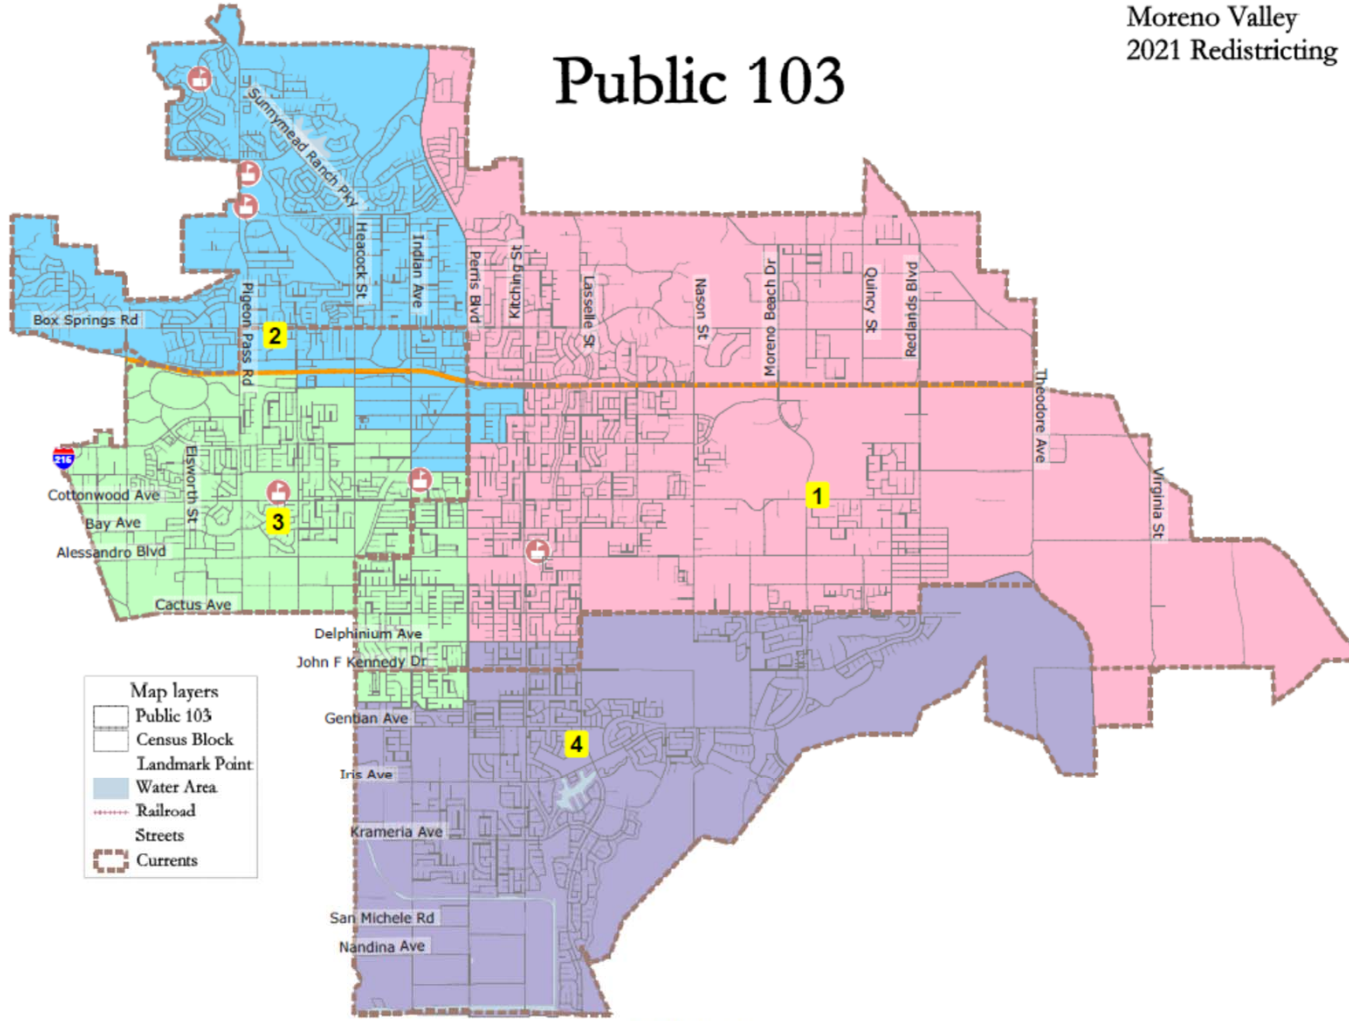 Moreno Valley
2021 Redistricting
Public 103
Sunnymead Ranch Pky
Heacock St
Indian Ave
Perris Blvd
Kitching St
Lasselle St
Nason St
Moreno Beach Dr
Quincy St
Redlands Blvd
Box Springs Rd
Pigeon Pass Rd
2
Theodore Ave
216
Elsworth St
Cottonwood Ave
3
1
Virginia St
Bay Ave
Alessandro Blvd
Cactus Ave
Delphinium Ave
John F Kennedy Dr
Map layers
Public 103
Census Block
Landmark Point
Water Area
Railroad
Streets
Currents
Gentian Ave
4
Iris Ave
Krameria Ave
San Michele Rd
Nandina Ave